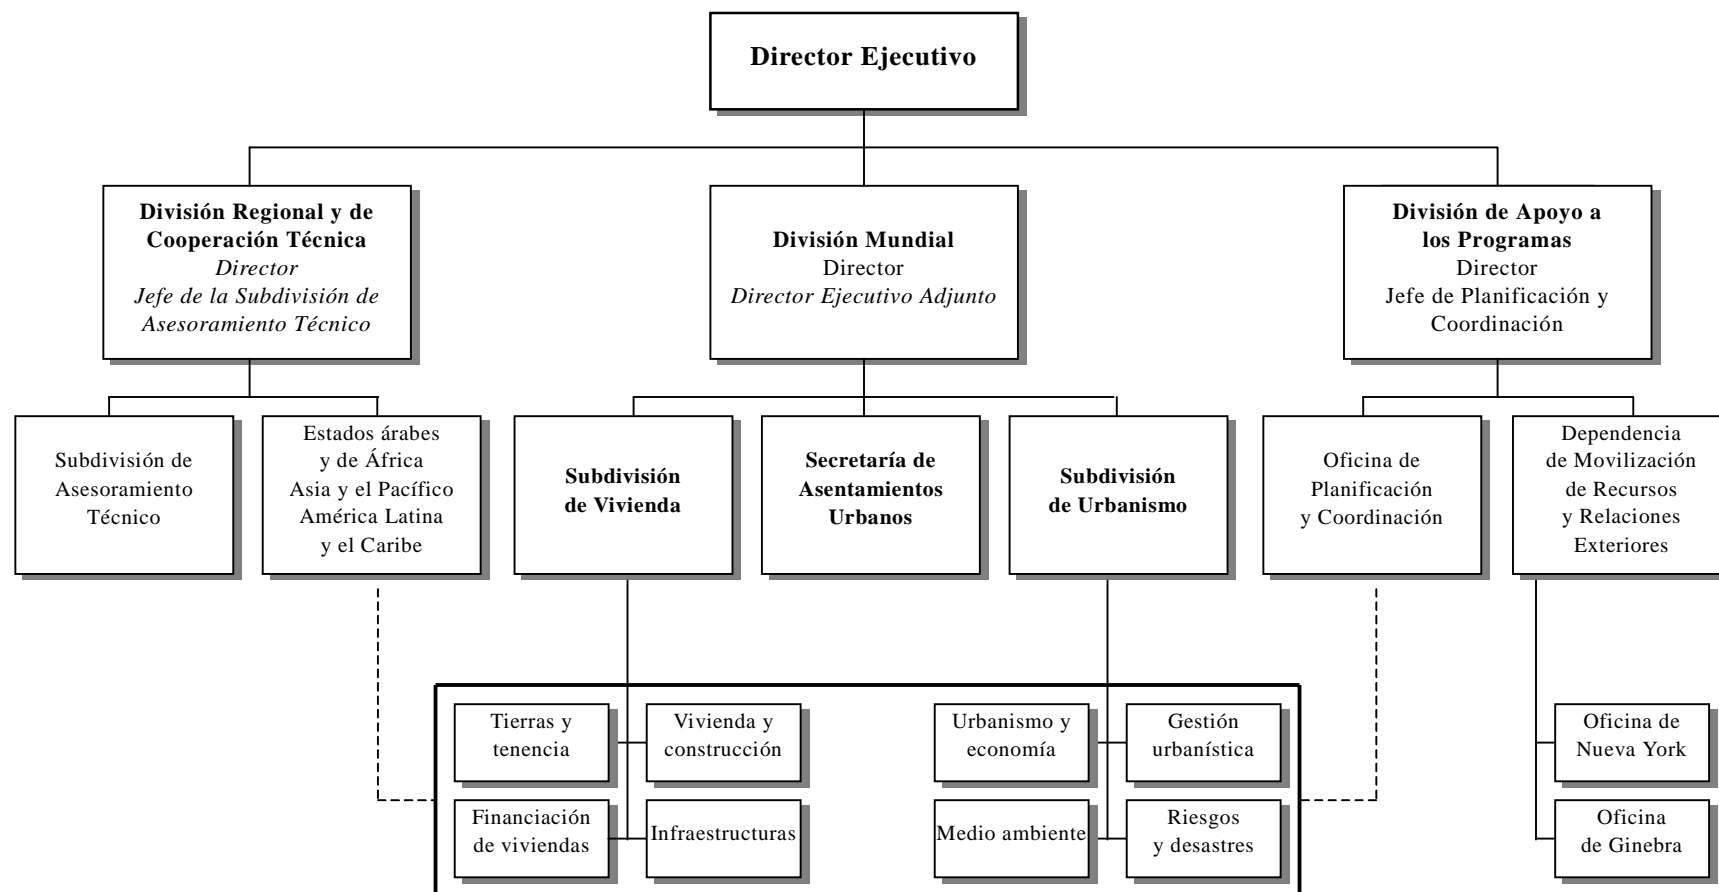 Director Ejecutivo
División Regional y de
Cooperación Técnica
Director
Jefe de la Subdivisión de
Asesoramiento Técnico
División Mundial
Director
Director Ejecutivo Adjunto
División de Apoyo a
los Programas
Director
Jefe de Planificación y
Coordinación
Subdivisión de
Asesoramiento
Técnico
Estados árabes
y de África
Asia y el Pacífico
América Latina
y el Caribe
Subdivisión
de Vivienda
Secretaría de
Asentamientos
Urbanos
Subdivisión
de Urbanismo
Oficina de
Planificación
y Coordinación
Dependencia
de Movilización
de Recursos
y Relaciones
Exteriores
Tierras y
tenencia
Vivienda y
construcción
Urbanismo y
economía
Gestión
urbanística
Oficina de
Nueva York
Financiación
de viviendas
Infraestructuras
Medio ambiente
Riesgos
y desastres
Oficina
de Ginebra